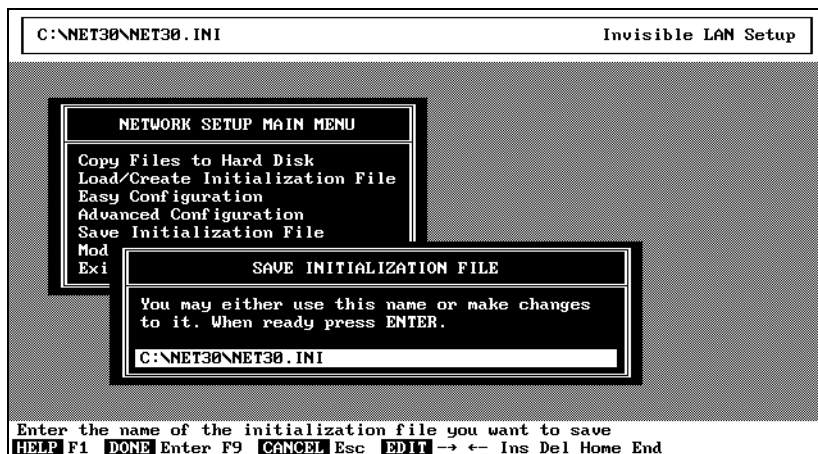 C:\NET30\NET30.INI Invisible LAN Setup
NETWORK SETUP MAIN MENU
Copy Files to Hard Disk
Load/Create Initialization File
Easy Configuration
Advanced Configuration
Save Initialization File
Mod
Exi
SAVE INITIALIZATION FILE
You may either use this name or make changes
to it. When ready press ENTER.
C:\NET30\NET30.INI
Enter the name of the initialization file you want to save
HELP F1 DONE Enter F9 CANCEL Esc EDIT → ← Ins Del Home End